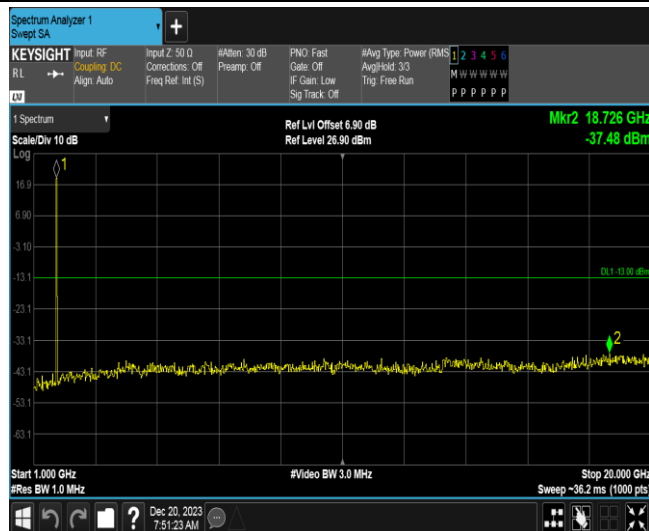 Spectrum Analyzer 1
Swept SA
+
KEYSIGHT
RL
LXI
Input: RF
Coupling: DC
Align: Auto
Input Z: 50 Ω
Corrections: Off
Freq Ref: Int (S)
#Atten: 30 dB
Preamp: Off
PNO: Fast
Gate: Off
IF Gain: Low
Sig Track: Off
#Avg Type: Power (RMS
Avg|Hold: 3/3
Trig: Free Run
1 2 3 4 5 6
M W W W W W
P P P P P P
1 Spectrum
Scale/Div 10 dB
Log
Ref Lvl Offset 6.90 dB
Ref Level 26.90 dBm
Mkr2 18.726 GHz
-37.48 dBm
1
16.9
6.90
-3.10
-13.1
DL1 -13.00 dBm
-23.1
-33.1
2
-43.1
-53.1
-63.1
Start 1.000 GHz
#Res BW 1.0 MHz
#Video BW 3.0 MHz
Stop 20.000 GHz
Sweep ~36.2 ms (1000 pts)
?
Dec 20, 2023
7:51:23 AM